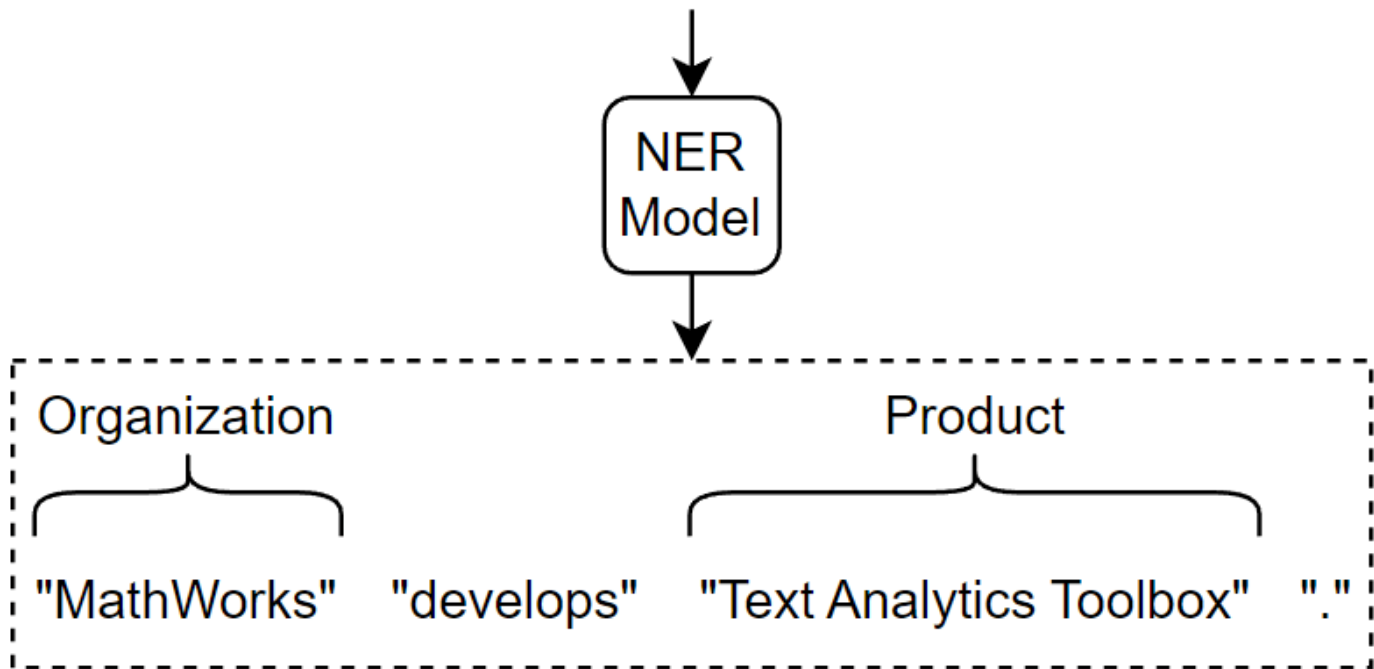 NER
Model
Organization Product
"MathWorks" "develops" "Text Analytics Toolbox" "."